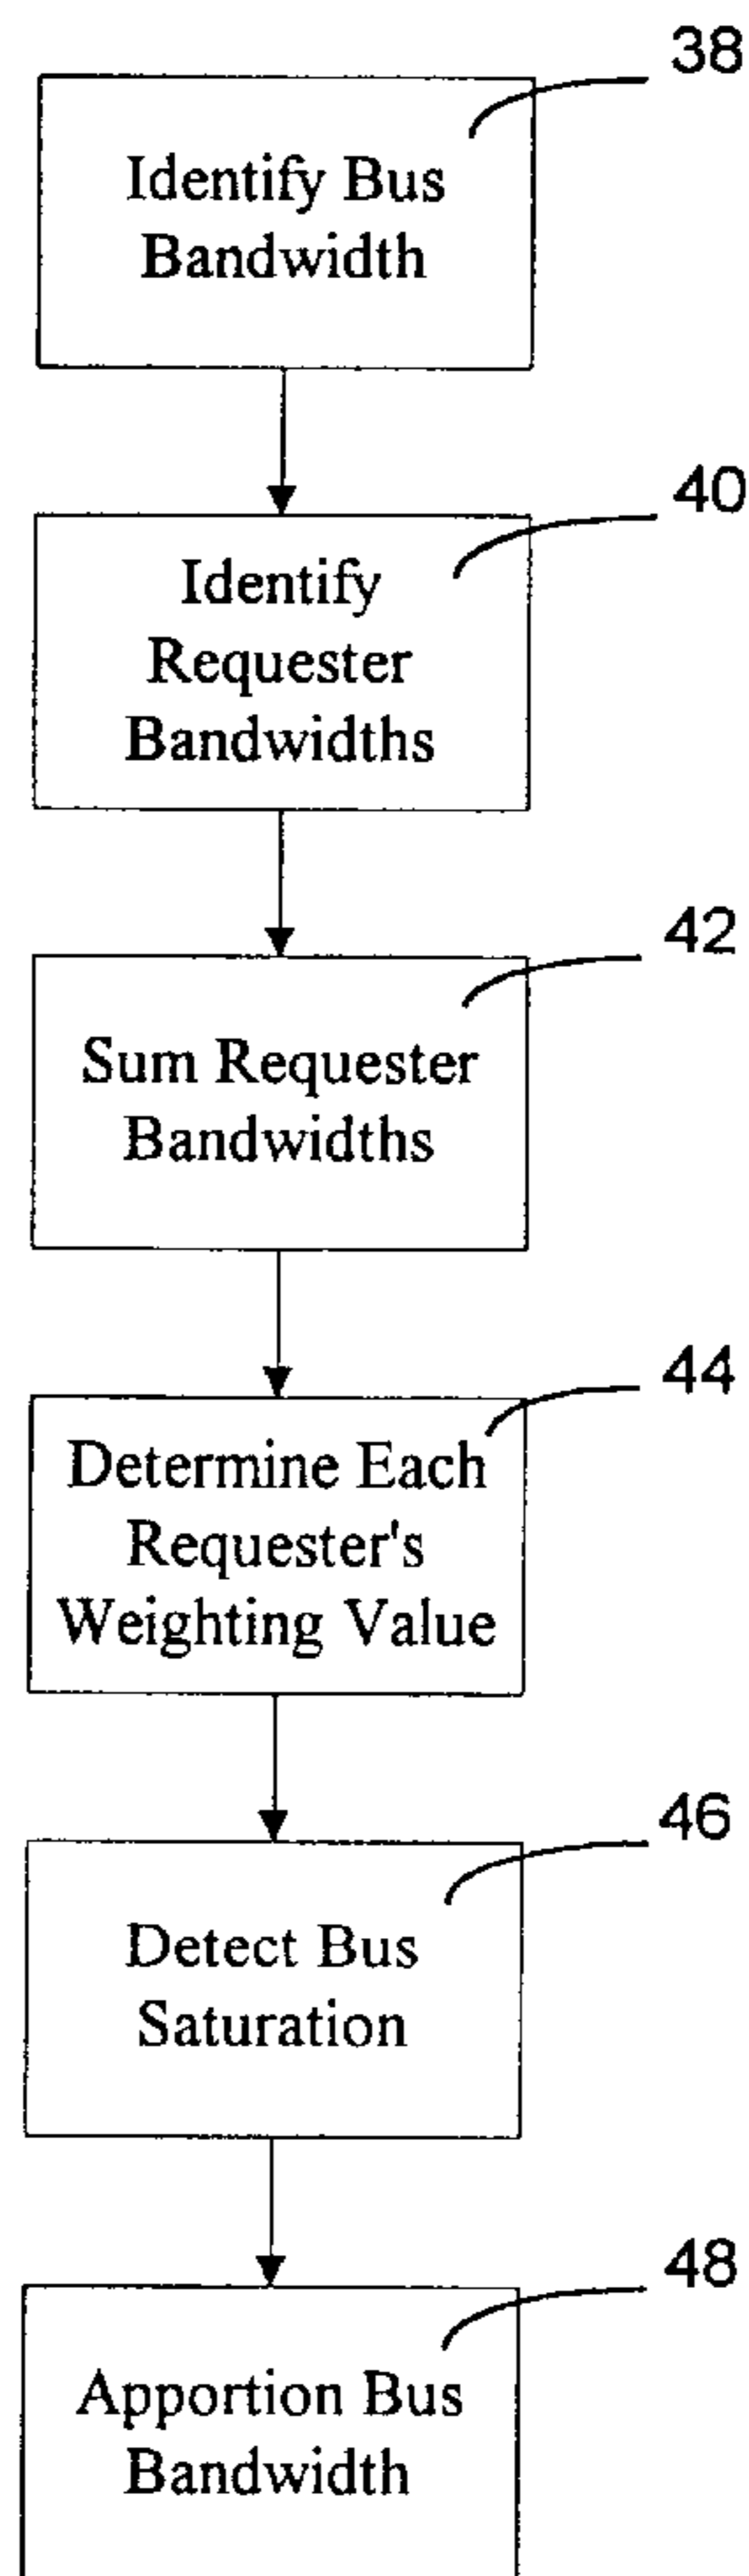 38
Identify Bus
Bandwidth
40
Identify
Requester
Bandwidths
42
Sum Requester
Bandwidths
44
Determine Each
Requester's
Weighting Value
46
Detect Bus
Saturation
48
Apportion Bus
Bandwidth